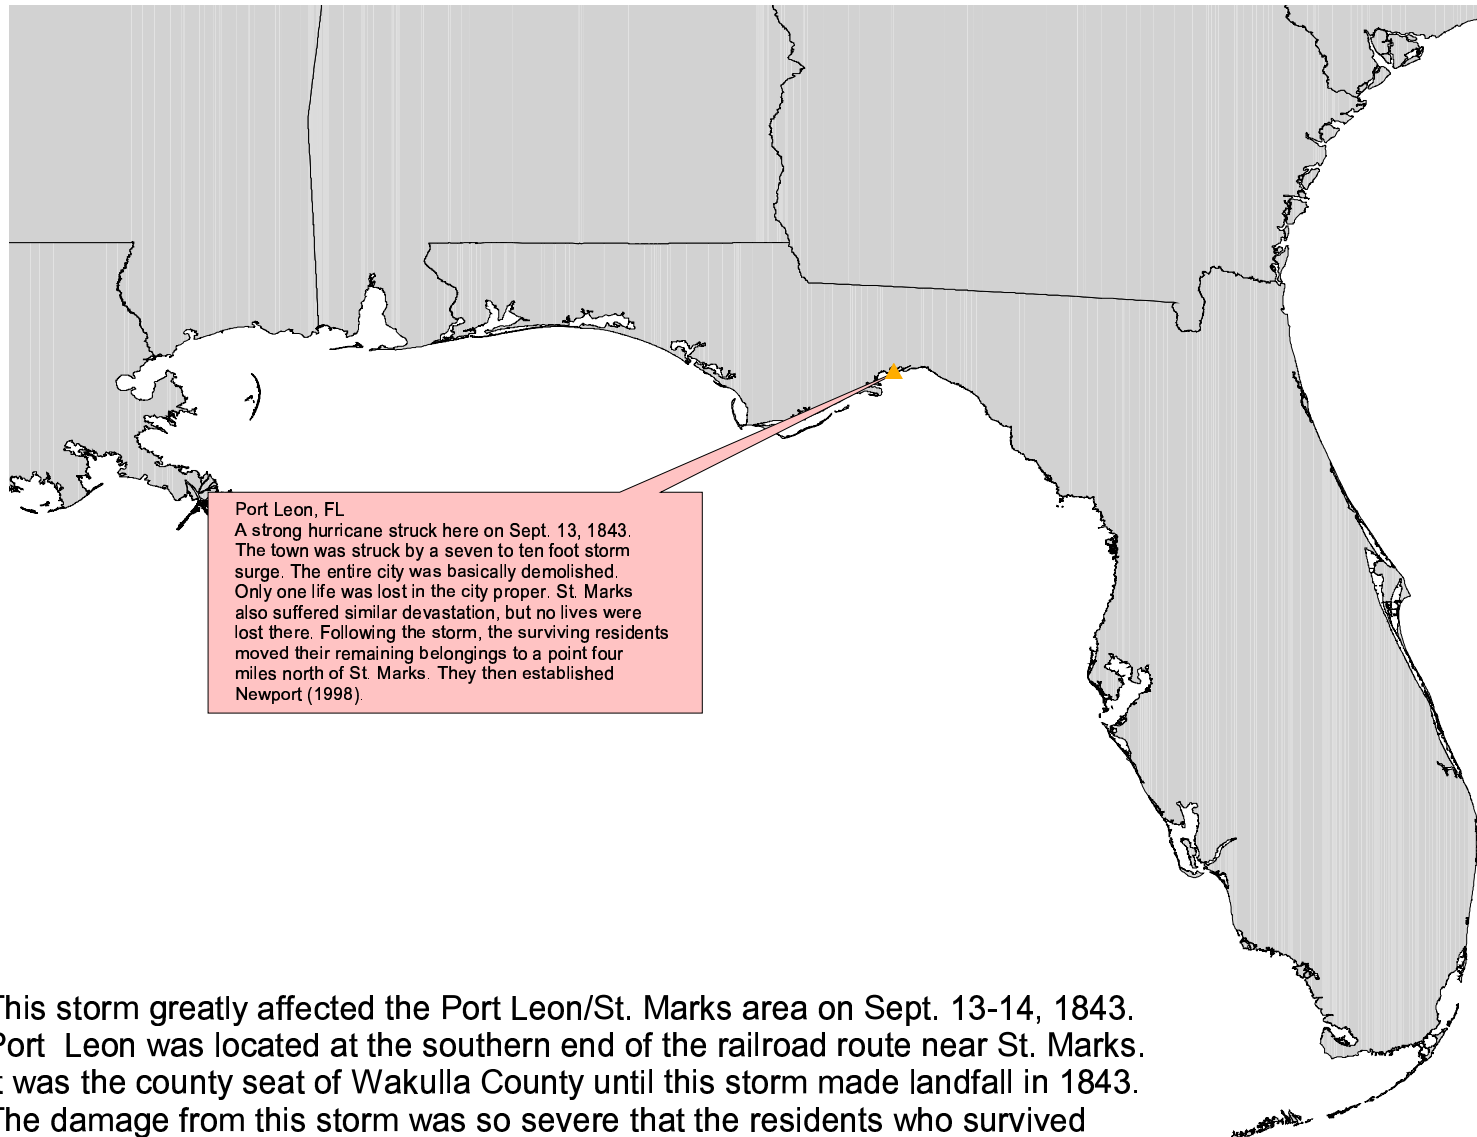 Port Leon, FL
A strong hurricane struck here on Sept. 13, 1843.
The town was struck by a seven to ten foot storm
surge. The entire city was basically demolished.
Only one life was lost in the city proper. St. Marks
also suffered similar devastation, but no lives were
lost there. Following the storm, the surviving residents
moved their remaining belongings to a point four
miles north of St. Marks. They then established
Newport (1998).
This storm greatly affected the Port Leon/St. Marks area on Sept. 13-14, 1843.
Port Leon was located at the southern end of the railroad route near St. Marks.
t was the county seat of Wakulla County until this storm made landfall in 1843.
The damage from this storm was so severe that the residents who survived